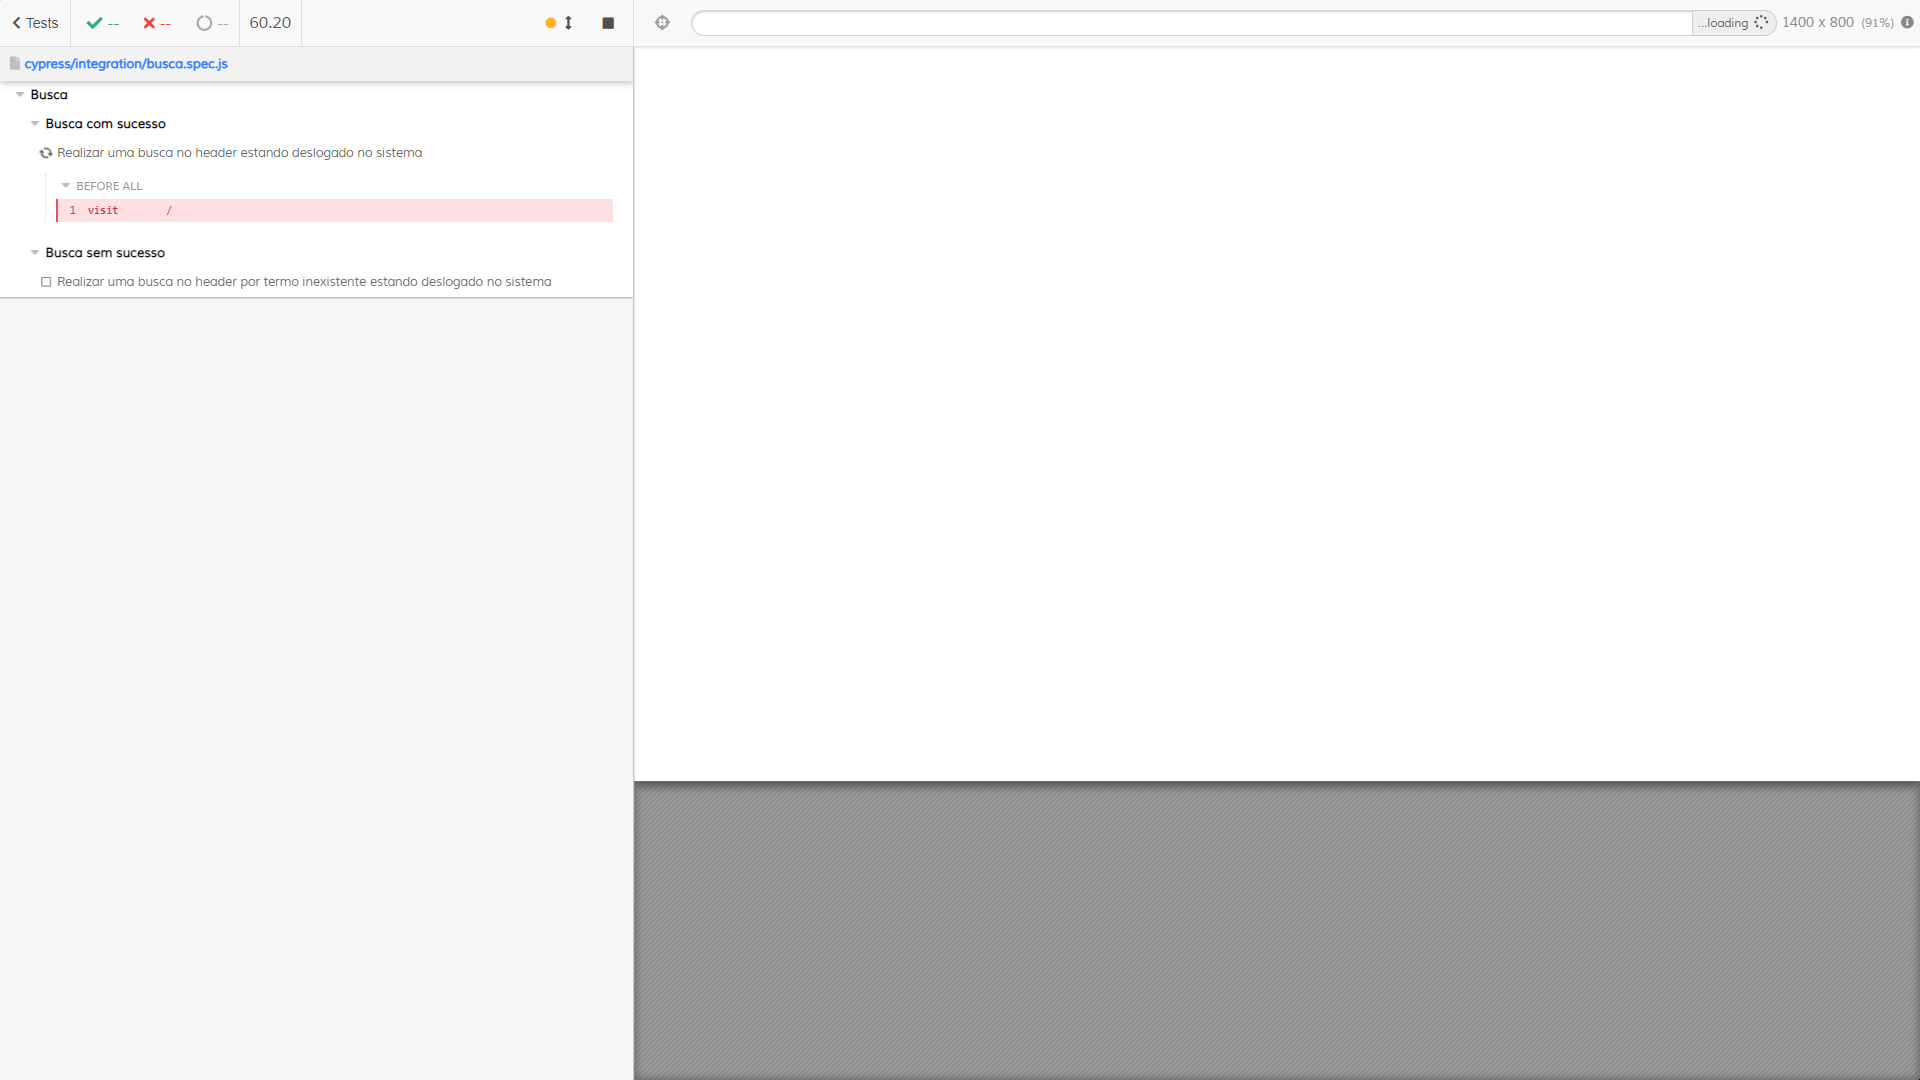 Tests -- -- -- 60.20 ...loading 1400 x 800 (91%)
cypress/integration/busca.spec.js
Busca
Busca com sucesso
Realizar uma busca no header estando deslogado no sistema
BEFORE ALL
1 visit /
Busca sem sucesso
Realizar uma busca no header por termo inexistente estando deslogado no sistema